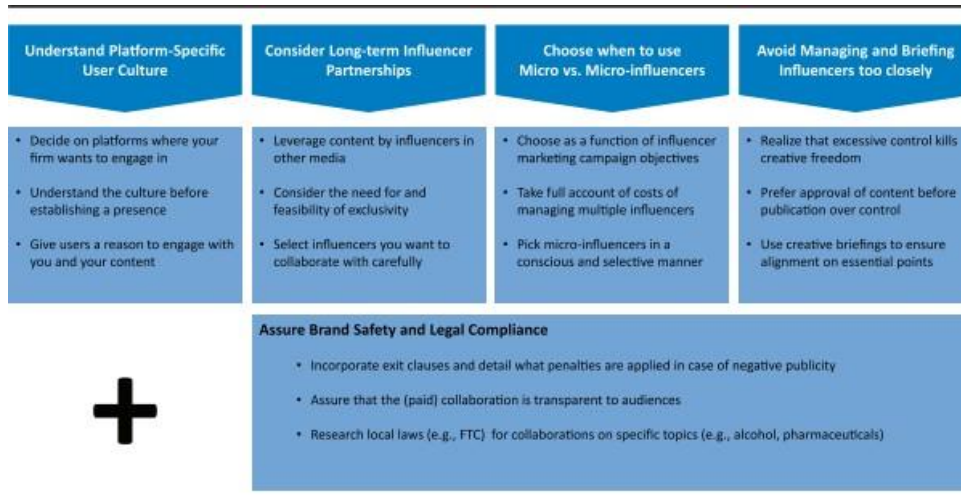 Understand Platform-Specific
User Culture
• Decide on platforms where your
firm wants to engage in
• Understand the culture before
establishing a presence
• Give users a reason to engage with
you and your content
Consider Long-term Influencer
Partnerships
• Leverage content by influencers in
other media
• Consider the need for and
feasibility of exclusivity
• Select influencers you want to
collaborate with carefully
Choose when to use
Micro vs. Micro-influencers
• Choose as a function of influencer
marketing campaign objectives
• Take full account of costs of
managing multiple influencers
• Pick micro-influencers in a
conscious and selective manner
Avoid Managing and Briefing
Influencers too closely
• Realize that excessive control kills
creative freedom
• Prefer approval of content before
publication over control
• Use creative briefings to ensure
alignment on essential points
Assure Brand Safety and Legal Compliance
• Incorporate exit clauses and detail what penalties are applied in case of negative publicity
• Assure that the (paid) collaboration is transparent to audiences
• Research local laws (e.g., FTC) for collaborations on specific topics (e.g., alcohol, pharmaceuticals)